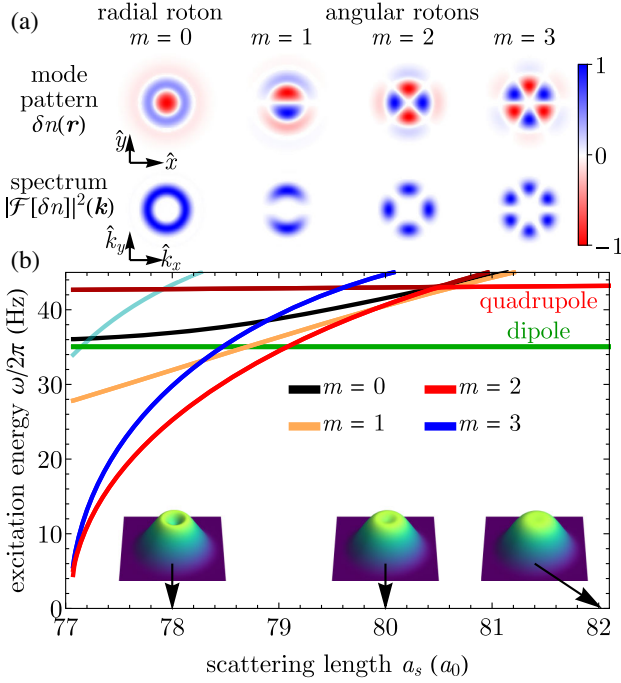 (a) radial roton angular rotons
m = 0 m = 1 m = 2 m = 3
mode
pattern
δn(r)
ŷ
x̂
1
0
−1
spectrum
|ℱ[δn]|²(k)
k̂y
k̂x
(b)
excitation energy ω/2π (Hz)
40
30
20
10
0
quadrupole
dipole
m = 0 m = 2
m = 1 m = 3
77 78 79 80 81 82
scattering length as (a0)